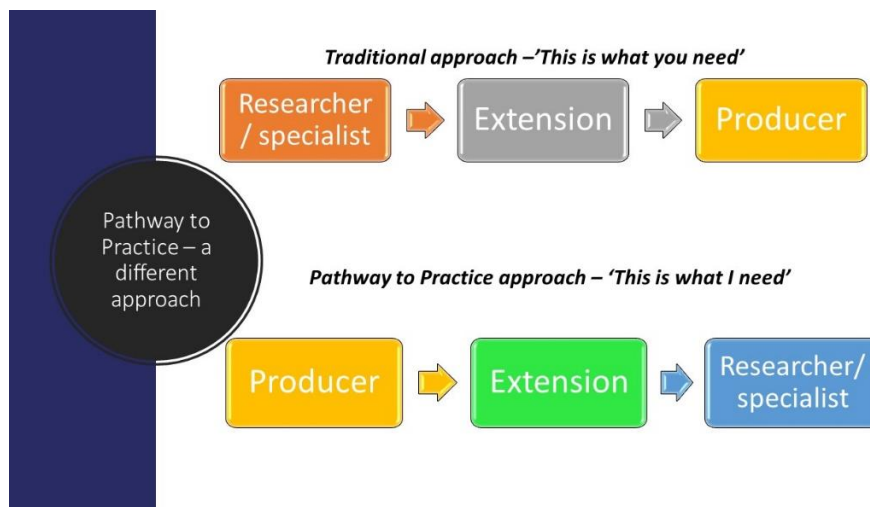 Traditional approach –’This is what you need’
Researcher
/ specialist
Extension
Producer
Pathway to
Practice – a
different
approach
Pathway to Practice approach – ‘This is what I need’
Producer
Extension
Researcher/
specialist